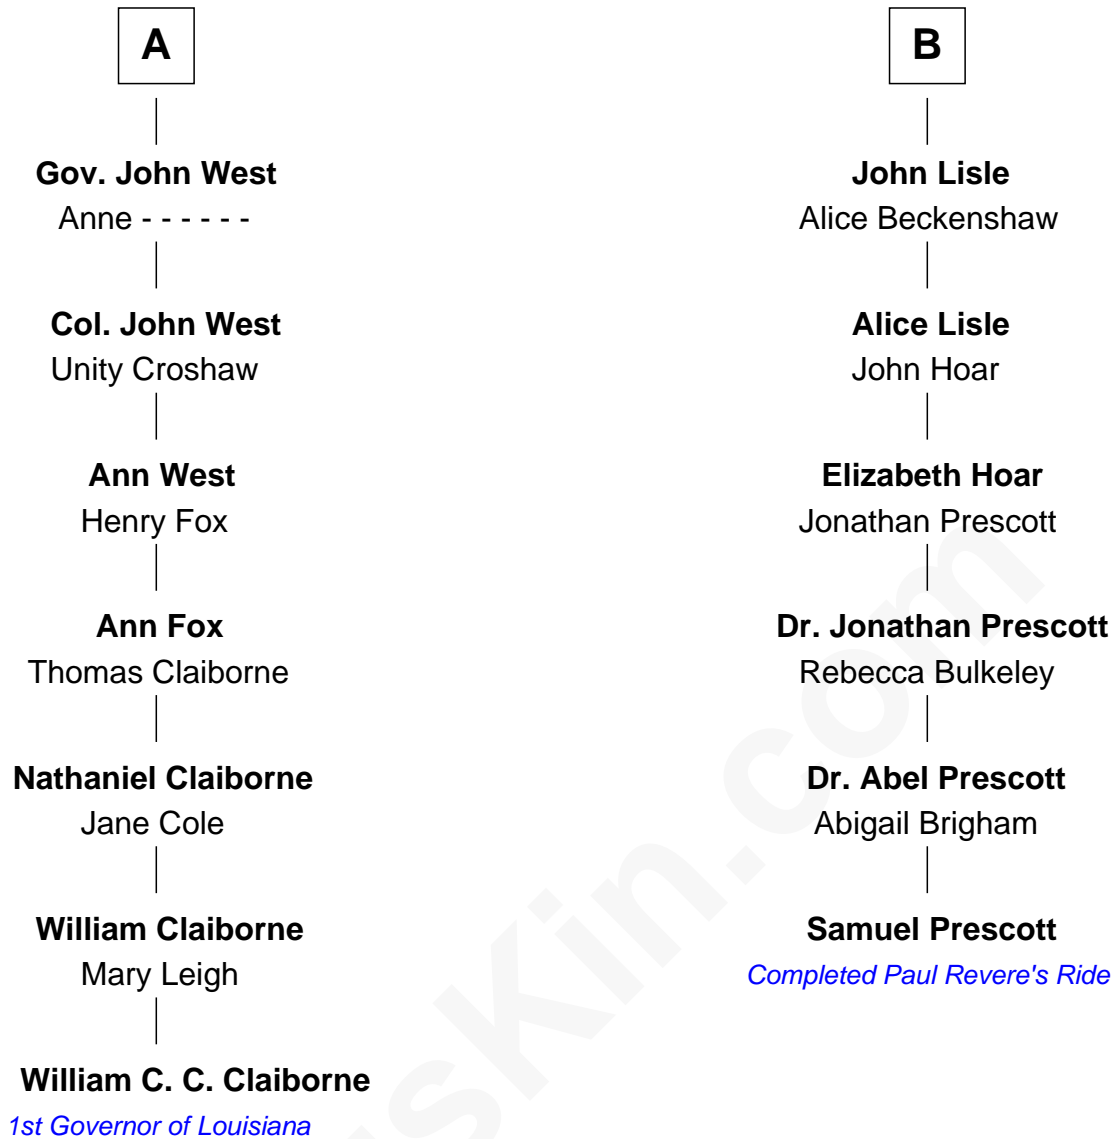 A
Gov. John West
Anne - - - - - -
Col. John West
Unity Croshaw
Ann West
Henry Fox
Ann Fox
Thomas Claiborne
Nathaniel Claiborne
Jane Cole
William Claiborne
Mary Leigh
William C. C. Claiborne
1st Governor of Louisiana
B
John Lisle
Alice Beckenshaw
Alice Lisle
John Hoar
Elizabeth Hoar
Jonathan Prescott
Dr. Jonathan Prescott
Rebecca Bulkeley
Dr. Abel Prescott
Abigail Brigham
Samuel Prescott
Completed Paul Revere's Ride
sKin.com